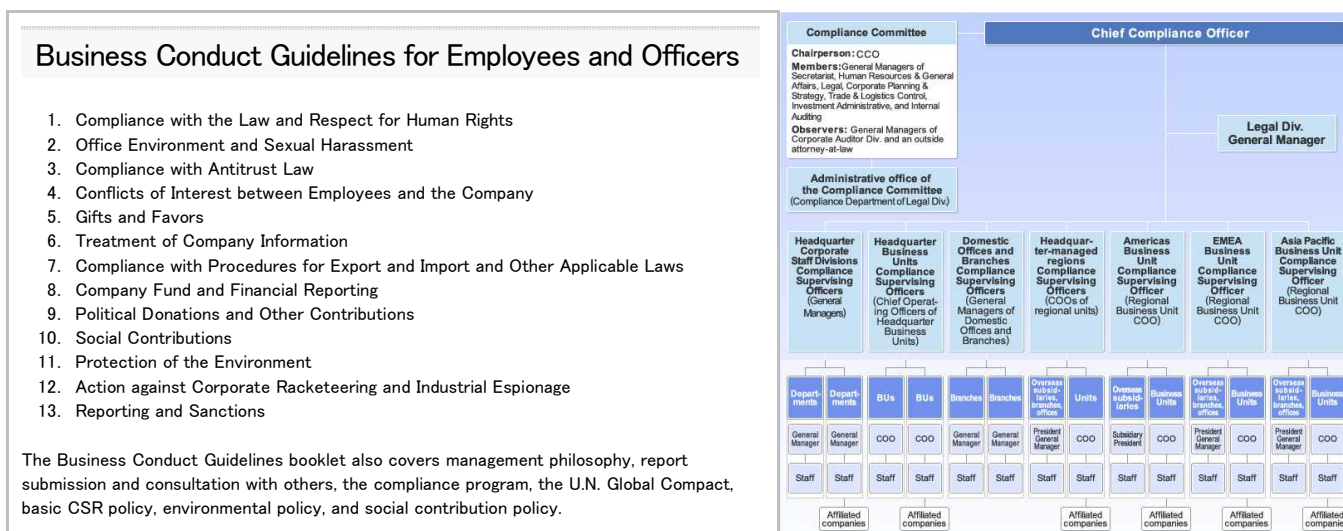 Business Conduct Guidelines for Employees and Officers
1. Compliance with the Law and Respect for Human Rights
2. Office Environment and Sexual Harassment
3. Compliance with Antitrust Law
4. Conflicts of Interest between Employees and the Company
5. Gifts and Favors
6. Treatment of Company Information
7. Compliance with Procedures for Export and Import and Other Applicable Laws
8. Company Fund and Financial Reporting
9. Political Donations and Other Contributions
10. Social Contributions
11. Protection of the Environment
12. Action against Corporate Racketeering and Industrial Espionage
13. Reporting and Sanctions
The Business Conduct Guidelines booklet also covers management philosophy, report
submission and consultation with others, the compliance program, the U.N. Global Compact,
basic CSR policy, environmental policy, and social contribution policy.
Compliance Committee
Chairperson: CCO
Members:General Managers of
Secretariat, Human Resources & General
Affairs, Legal, Corporate Planning &
Strategy, Trade & Logistics Control,
Investment Administrative, and Internal
Auditing
Observers: General Managers of
Corporate Auditor Div. and an outside
attorney-at-law
Chief Compliance Officer
Legal Div.
General Manager
Administrative office of
the Compliance Committee
(Compliance Department of Legal Div.)
Headquarter
Corporate
Staff Divisions
Compliance
Supervising
Officers
(General
Managers)
Headquarter
Business
Units
Compliance
Supervising
Officers
(Chief Operat-
ing Officers of
Headquarter
Business
Units)
Domestic
Offices and
Branches
Compliance
Supervising
Officers
(General
Managers of
Domestic
Offices and
Branches)
Headquar-
ter-managed
regions
Compliance
Supervising
Officers
(COOs of
regional units)
Americas
Business
Unit
Compliance
Supervising
Officer
(Regional
Business Unit
COO)
EMEA
Business
Unit
Compliance
Supervising
Officer
(Regional
Business Unit
COO)
Asia Pacific
Business Unit
Compliance
Supervising
Officer
(Regional
Business Unit
COO)
Depart-
ments
Depart-
ments
BUs
BUs
Branches
Branches
Overseas
subsid-
iaries,
branches,
offices
Units
Overseas
subsid-
iaries
Business
Units
Overseas
subsid-
iaries,
branches,
offices
Business
Units
Overseas
subsid-
iaries,
branches,
offices
Business
Units
General
Manager
General
Manager
COO
COO
General
Manager
General
Manager
President
General
Manager
COO
Subsidiary
President
COO
President
General
Manager
COO
President
General
Manager
COO
Staff
Staff
Staff
Staff
Staff
Staff
Staff
Staff
Staff
Staff
Staff
Staff
Staff
Staff
Affiliated
companies
Affiliated
companies
Affiliated
companies
Affiliated
companies
Affiliated
companies
Affiliated
companies